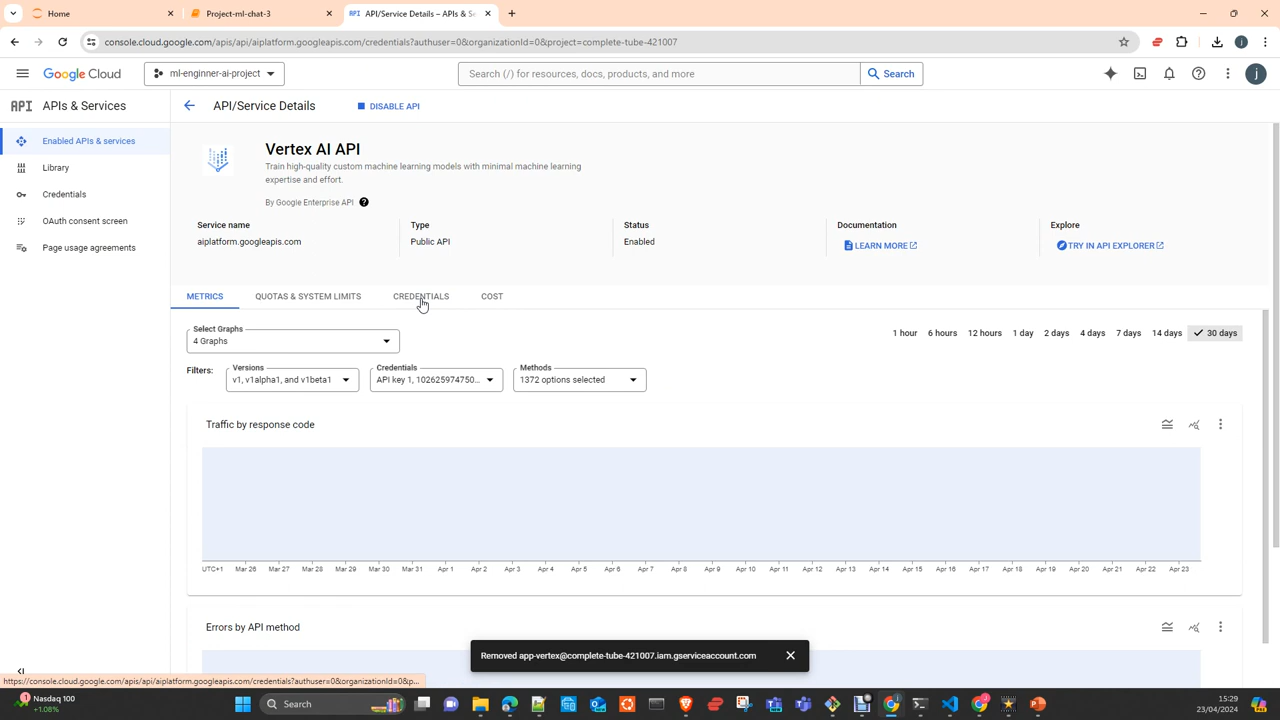 Home
Project-ml-chat-3
API API/Service Details – APIs & Se
console.cloud.google.com/apis/api/aiplatform.googleapis.com/credentials?authuser=0&organizationId=0&project=complete-tube-421007
Google Cloud
ml-enginner-ai-project
Search (/) for resources, docs, products, and more
Search
j
API APIs & Services
API/Service Details
DISABLE API
Enabled APIs & services
Library
Credentials
OAuth consent screen
Page usage agreements
Vertex AI API
Train high-quality custom machine learning models with minimal machine learning
expertise and effort.
By Google Enterprise API
Service name
aiplatform.googleapis.com
Type
Public API
Status
Enabled
Documentation
LEARN MORE
Explore
TRY IN API EXPLORER
METRICS QUOTAS & SYSTEM LIMITS CREDENTIALS COST
Select Graphs
4 Graphs
1 hour 6 hours 12 hours 1 day 2 days 4 days 7 days 14 days 30 days
Filters:
Versions
v1, v1alpha1, and v1beta1
Credentials
API key 1, 102625974750...
Methods
1372 options selected
Traffic by response code
UTC+1 Mar 26 Mar 27 Mar 28 Mar 29 Mar 30 Mar 31 Apr 1 Apr 2 Apr 3 Apr 4 Apr 5 Apr 6 Apr 7 Apr 8 Apr 9 Apr 10 Apr 11 Apr 12 Apr 13 Apr 14 Apr 15 Apr 16 Apr 17 Apr 18 Apr 19 Apr 20 Apr 21 Apr 22 Apr 23
Errors by API method
Removed app-vertex@complete-tube-421007.iam.gserviceaccount.com
https://console.cloud.google.com/apis/api/aiplatform.googleapis.com/credentials?authuser=0&organizationId=0&p...
Nasdaq 100
+1.08%
Search
15:29
23/04/2024